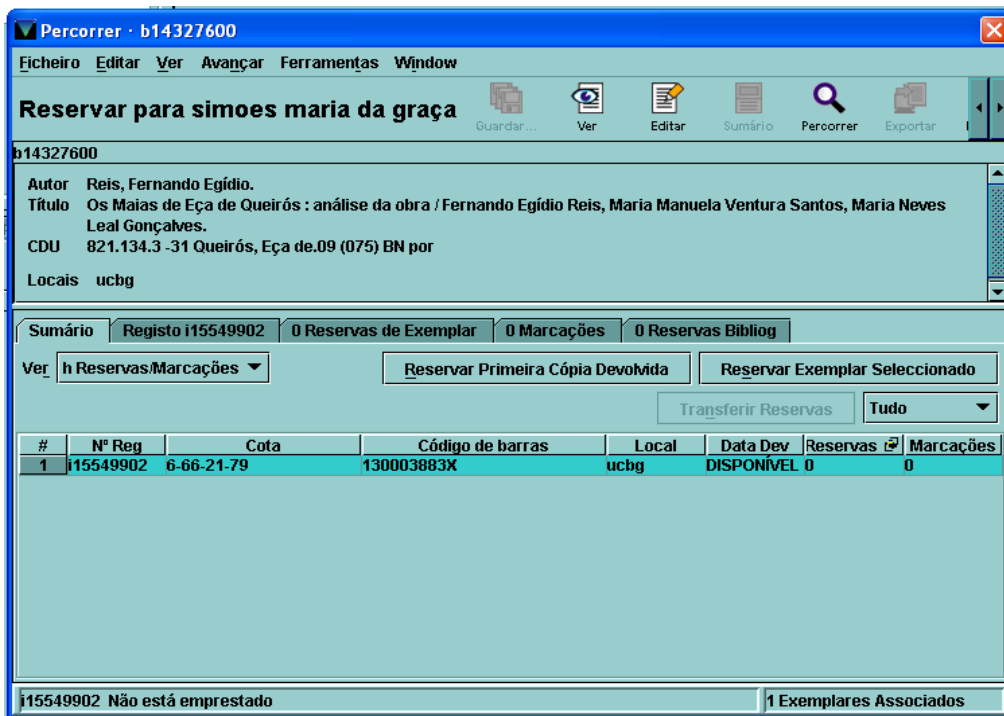 Percorrer · b14327600
Ficheiro Editar Ver Avançar Ferramentas Window
Reservar para simoes maria da graça
Guardar... Ver Editar Sumário Percorrer Exportar
b14327600
Autor Reis, Fernando Egídio.
Título Os Maias de Eça de Queirós : análise da obra / Fernando Egídio Reis, Maria Manuela Ventura Santos, Maria Neves
Leal Gonçalves.
CDU 821.134.3 -31 Queirós, Eça de.09 (075) BN por
Locais ucbg
Sumário Registo i15549902 0 Reservas de Exemplar 0 Marcações 0 Reservas Bibliog
Ver h Reservas/Marcações Reservar Primeira Cópia Devolvida Reservar Exemplar Seleccionado
Transferir Reservas Tudo
# Nº Reg Cota Código de barras Local Data Dev Reservas Marcações
1 i15549902 6-66-21-79 130003883X ucbg DISPONÍVEL 0 0
i15549902 Não está emprestado 1 Exemplares Associados